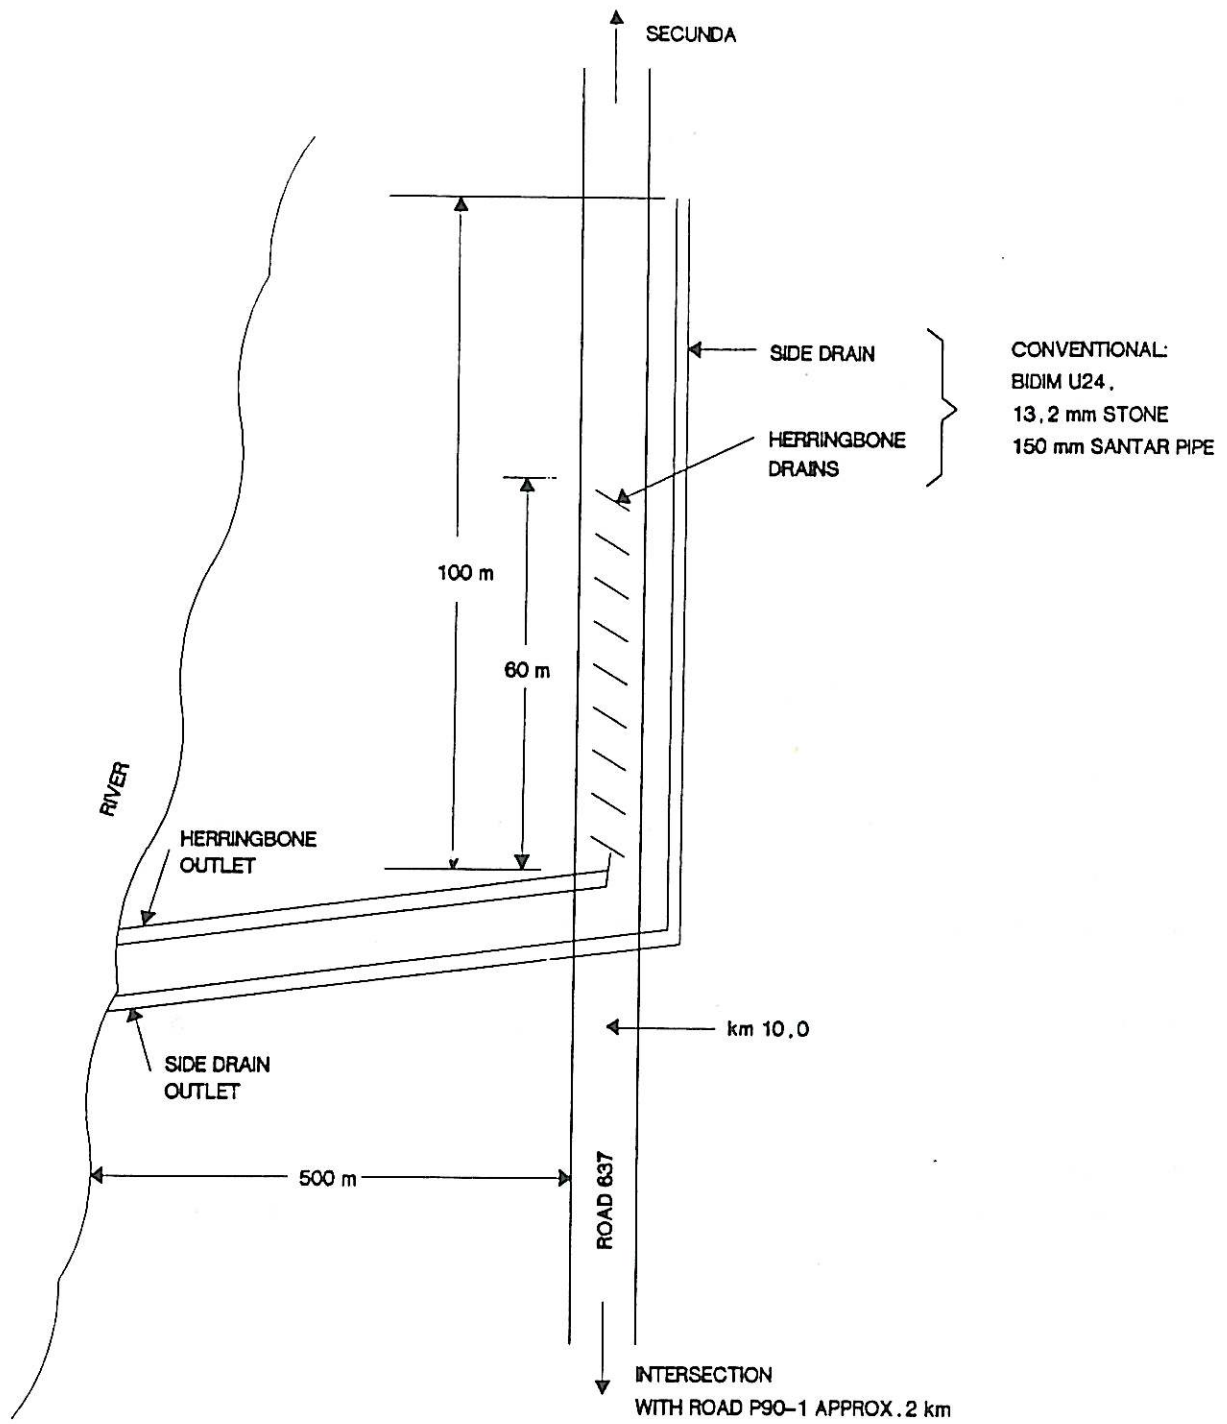 SECUNDA
SIDE DRAIN
CONVENTIONAL:
BIDIM U24,
13,2 mm STONE
150 mm SANTAR PIPE
HERRINGBONE
DRAINS
100 m
60 m
RIVER
HERRINGBONE
OUTLET
km 10,0
SIDE DRAIN
OUTLET
500 m
ROAD 637
INTERSECTION
WITH ROAD P90-1 APPROX. 2 km